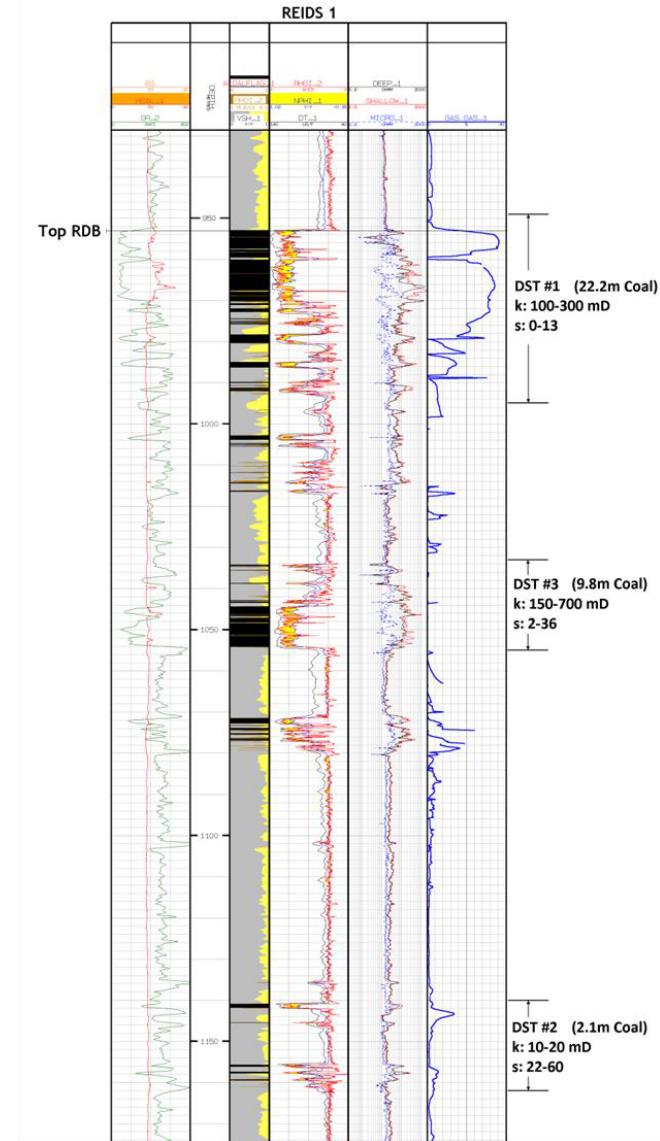 REIDS 1
BS
RHOI_2
DEEP_1
HCAL_1
NPHI_1
SHALLOW_1
GR_2
VSH_1
DT_1
MICRO_1
GAS_GAS_1
DEPTH
950
Top RDB
DST #1 (22.2m Coal)
k: 100-300 mD
s: 0-13
1000
DST #3 (9.8m Coal)
k: 150-700 mD
s: 2-36
1050
1100
DST #2 (2.1m Coal)
k: 10-20 mD
s: 22-60
1150